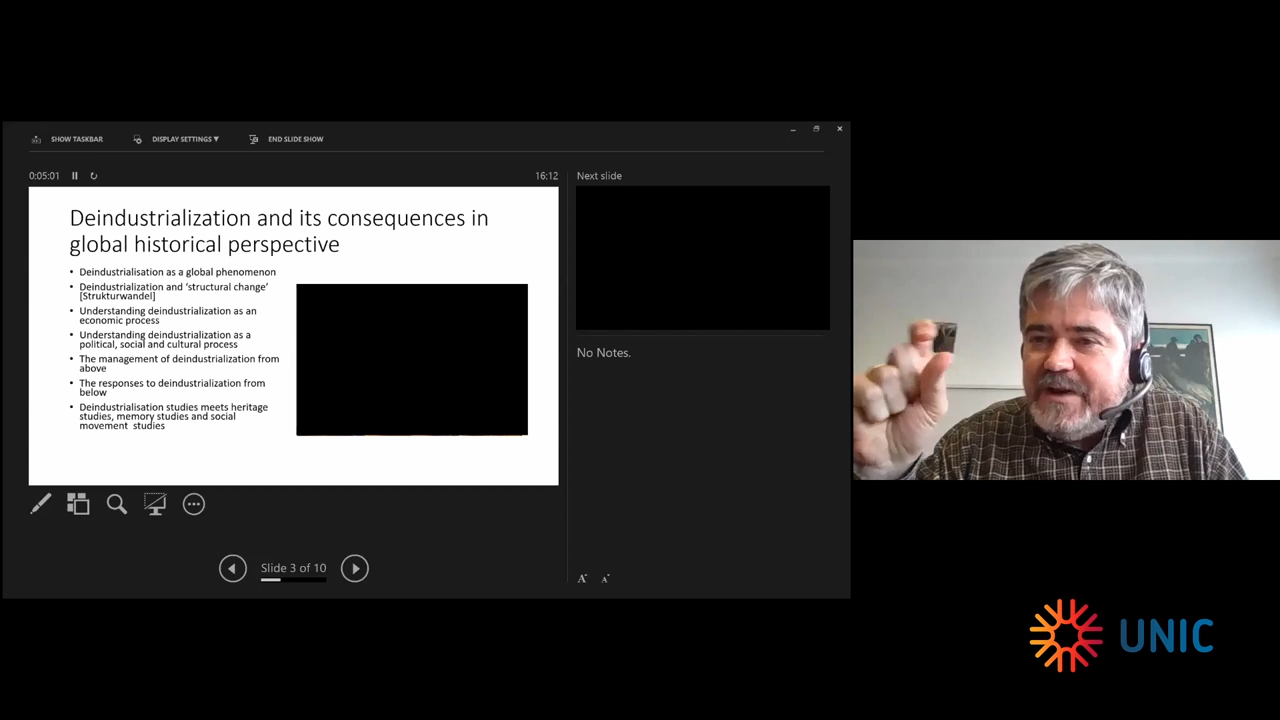 SHOW TASKBAR
DISPLAY SETTINGS ▼
END SLIDE SHOW
0:05:01
16:12
Next slide
Deindustrialization and its consequences in
global historical perspective
• Deindustrialisation as a global phenomenon
• Deindustrialization and ‘structural change’
[Strukturwandel]
• Understanding deindustrialization as an
economic process
• Understanding deindustrialization as a
political, social and cultural process
• The management of deindustrialization from
above
• The responses to deindustrialization from
below
• Deindustrialisation studies meets heritage
studies, memory studies and social
movement studies
No Notes.
Slide 3 of 10
A
A
UNIC